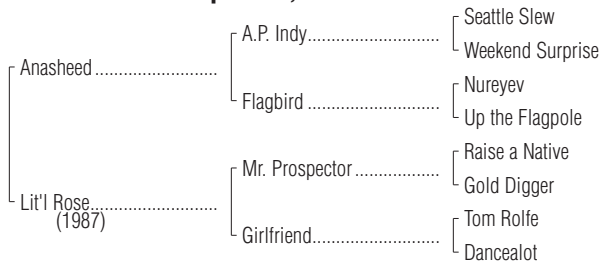 Seattle Slew
A.P. Indy
Weekend Surprise
Anasheed
Nureyev
Flagbird
Up the Flagpole
Raise a Native
Mr. Prospector
Gold Digger
Lit'l Rose
(1987)
Tom Rolfe
Girlfriend
Dancealot